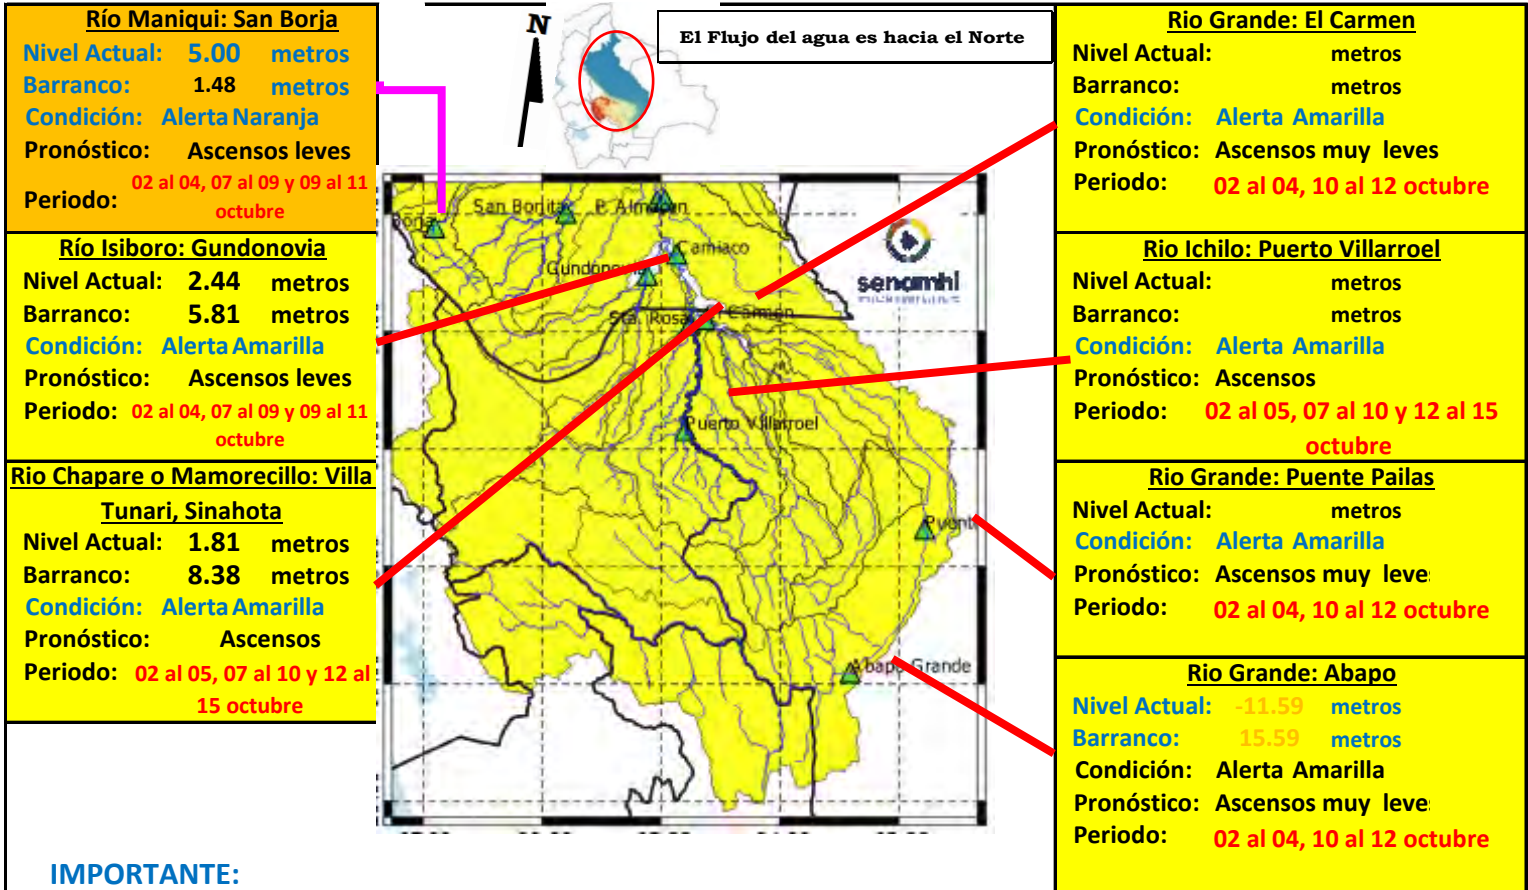 Río Maniqui: San Borja
Nivel Actual: 5.00 metros
Barranco: 1.48 metros
Condición: Alerta Naranja
Pronóstico: Ascensos leves
Periodo: 02 al 04, 07 al 09 y 09 al 11
octubre
Río Isiboro: Gundonovia
Nivel Actual: 2.44 metros
Barranco: 5.81 metros
Condición: Alerta Amarilla
Pronóstico: Ascensos leves
Periodo: 02 al 04, 07 al 09 y 09 al 11
octubre
Rio Chapare o Mamorecillo: Villa
Tunari, Sinahota
Nivel Actual: 1.81 metros
Barranco: 8.38 metros
Condición: Alerta Amarilla
Pronóstico: Ascensos
Periodo: 02 al 05, 07 al 10 y 12 al
15 octubre
IMPORTANTE:
N
El Flujo del agua es hacia el Norte
Borja
San Bonita
P. Almacen
Camiaco
Gundonovia
senamhi
Sta. Rosa
Carmen
Puerto Villarroel
Puent
Abapo Grande
Rio Grande: El Carmen
Nivel Actual: metros
Barranco: metros
Condición: Alerta Amarilla
Pronóstico: Ascensos muy leves
Periodo: 02 al 04, 10 al 12 octubre
Rio Ichilo: Puerto Villarroel
Nivel Actual: metros
Barranco: metros
Condición: Alerta Amarilla
Pronóstico: Ascensos
Periodo: 02 al 05, 07 al 10 y 12 al 15
octubre
Rio Grande: Puente Pailas
Nivel Actual: metros
Condición: Alerta Amarilla
Pronóstico: Ascensos muy leve
Periodo: 02 al 04, 10 al 12 octubre
Rio Grande: Abapo
Nivel Actual: -11.59 metros
Barranco: 15.59 metros
Condición: Alerta Amarilla
Pronóstico: Ascensos muy leve
Periodo: 02 al 04, 10 al 12 octubre